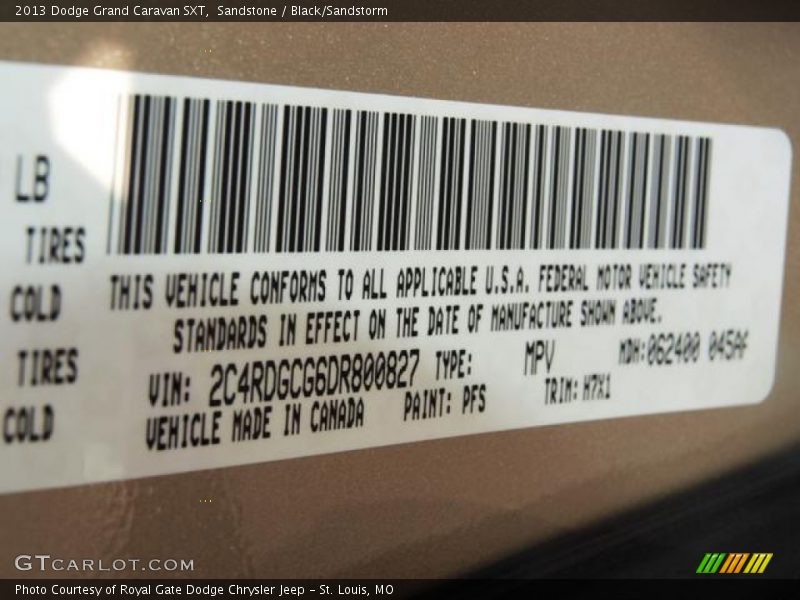 2013 Dodge Grand Caravan SXT,  Sandstone / Black/Sandstorm
LB
TIRES
COLD
TIRES
COLD
THIS VEHICLE CONFORMS TO ALL APPLICABLE U.S.A. FEDERAL MOTOR VEHICLE SAFETY
STANDARDS IN EFFECT ON THE DATE OF MANUFACTURE SHOWN ABOVE.
VIN: 2C4RDGCG6DR800827 TYPE: MPV MDH:062400 045AF
VEHICLE MADE IN CANADA PAINT: PFS TRIM: H7X1
GTCARLOT.COM
Photo Courtesy of Royal Gate Dodge Chrysler Jeep - St. Louis, MO